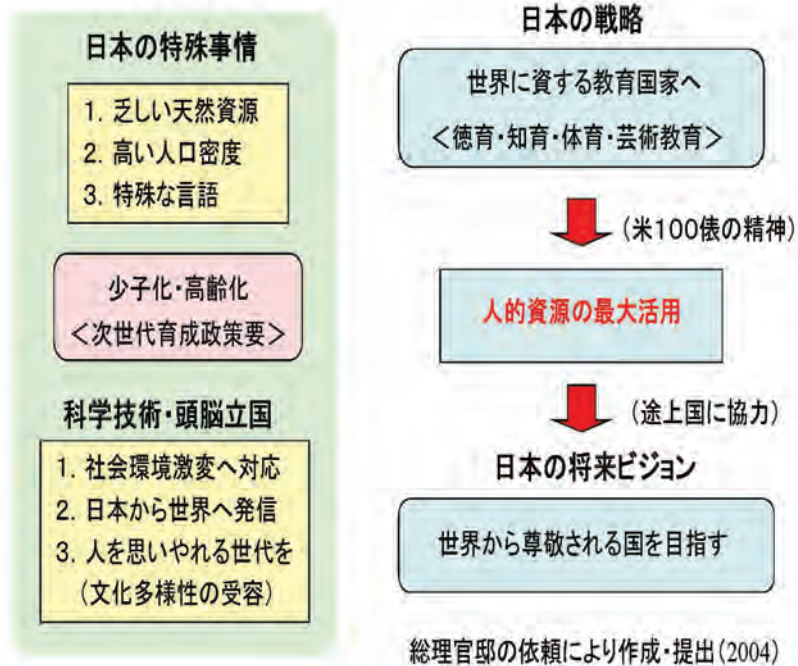 日本の特殊事情
1. 乏しい天然資源
2. 高い人口密度
3. 特殊な言語
少子化・高齢化
＜次世代育成政策要＞
科学技術・頭脳立国
1. 社会環境激変へ対応
2. 日本から世界へ発信
3. 人を思いやれる世代を
(文化多様性の受容)
日本の戦略
世界に資する教育国家へ
＜徳育・知育・体育・芸術教育＞
(米100俵の精神)
人的資源の最大活用
(途上国に協力)
日本の将来ビジョン
世界から尊敬される国を目指す
総理官邸の依頼により作成・提出(2004)